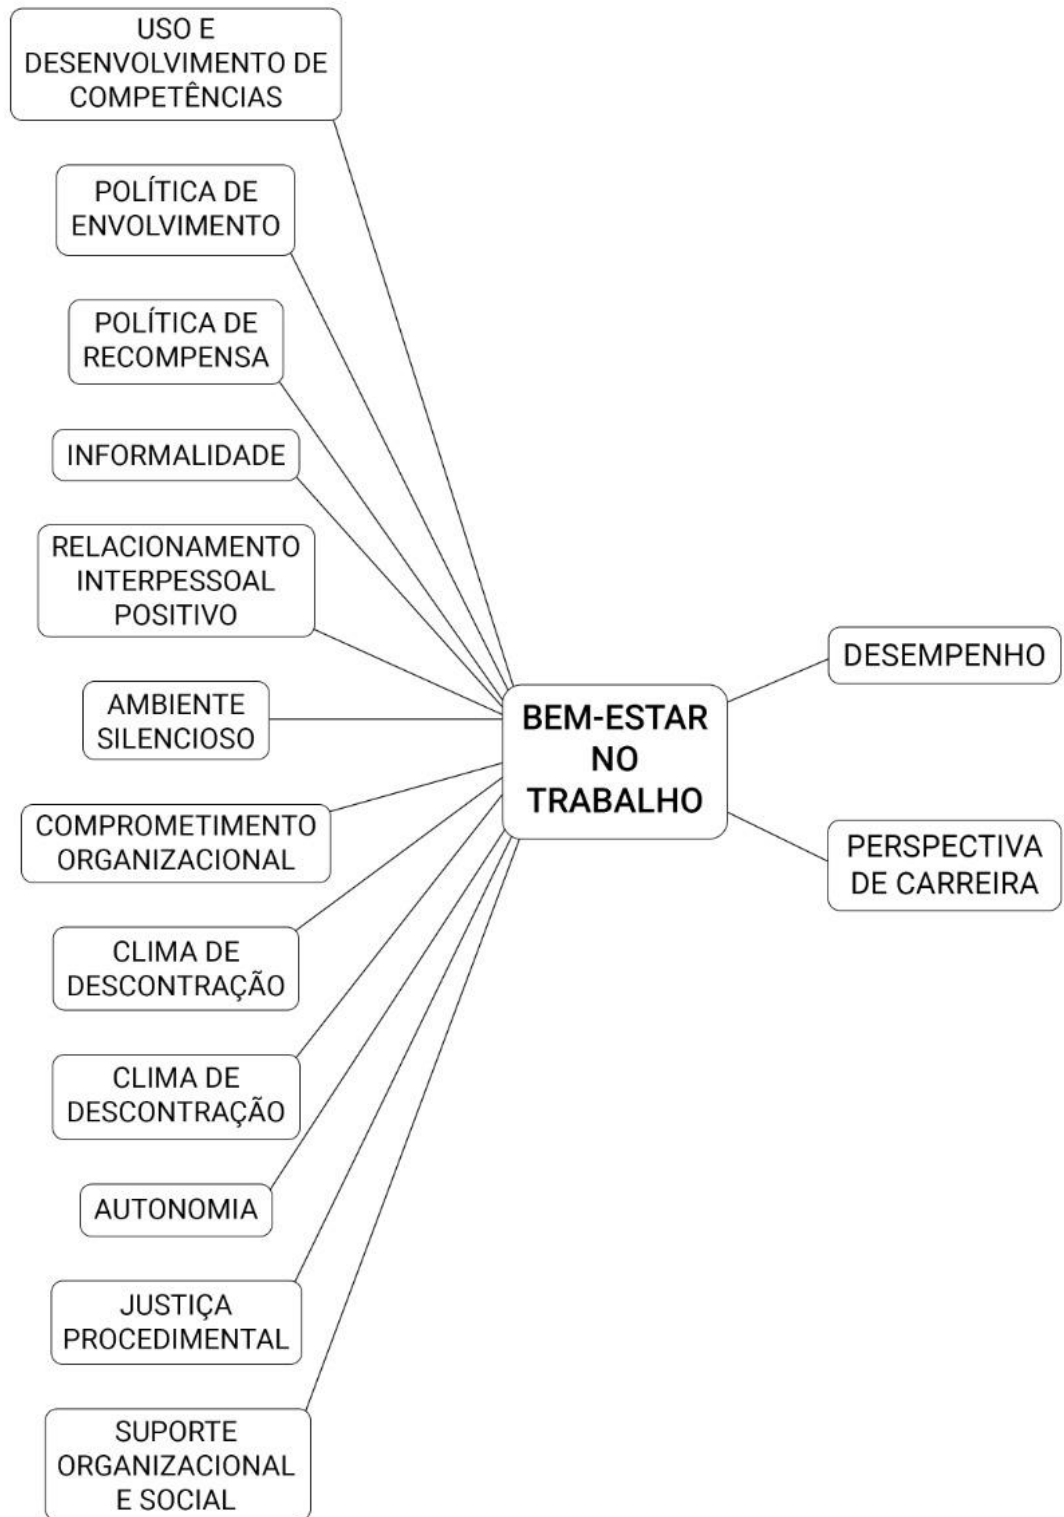 USO E
DESENVOLVIMENTO DE
COMPETÊNCIAS
POLÍTICA DE
ENVOLVIMENTO
POLÍTICA DE
RECOMPENSA
INFORMALIDADE
RELACIONAMENTO
INTERPESSOAL
POSITIVO
AMBIENTE
SILENCIOSO
COMPROMETIMENTO
ORGANIZACIONAL
CLIMA DE
DESCONTRAÇÃO
CLIMA DE
DESCONTRAÇÃO
AUTONOMIA
JUSTIÇA
PROCEDIMENTAL
SUPORTE
ORGANIZACIONAL
E SOCIAL
BEM-ESTAR
NO
TRABALHO
DESEMPENHO
PERSPECTIVA
DE CARREIRA